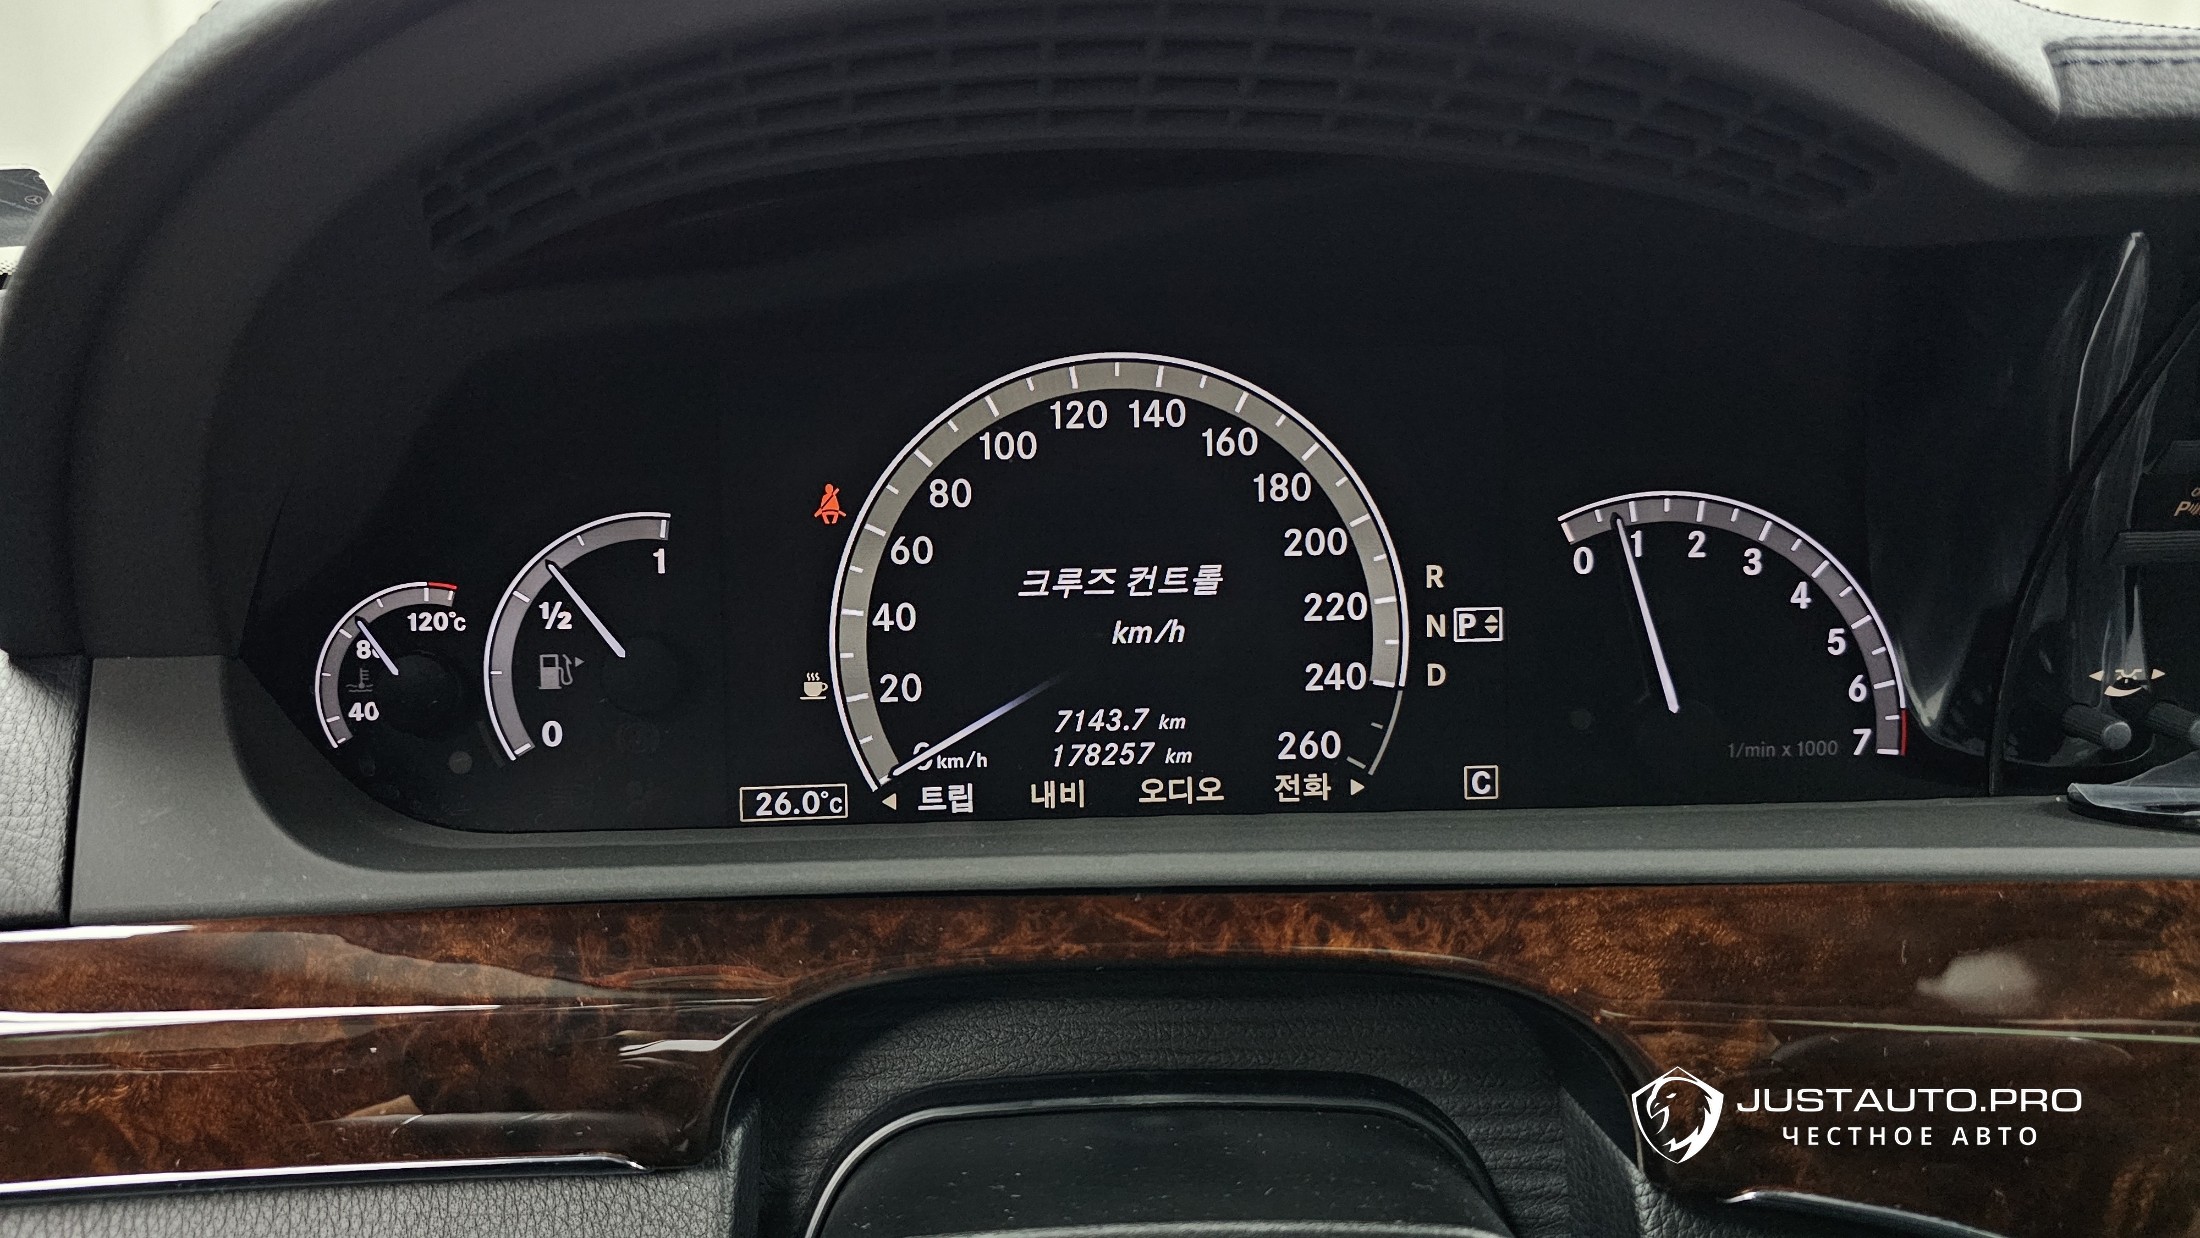 120 140
100 160
80 180
60 200
40 220
20 240
260
크루즈 컨트롤
km/h
7143.7 km
178257 km
km/h
트립 내비 오디오 전화
26.0°C
R
N P
D
C
120°C
40
1
½
0
0 1 2 3 4 5 6 7
1/min x 1000
JUSTAUTO.PRO
ЧЕСТНОЕ АВТО